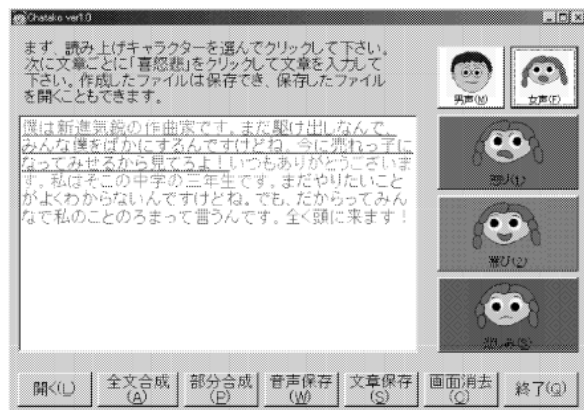 Chatako ver1.0
まず、読み上げキャラクターを選んでクリックして下さい。
次に文章ごとに「喜怒悲」をクリックして文章を入力して
下さい。作成したファイルは保存でき、保存したファイル
を開くこともできます。
男声(M)
女声(F)
僕は新進気鋭の作曲家です。まだ駆け出しなんで、
みんな僕をばかにするんですけどね。今に売れっ子に
なってみせるから見てろよ！いつもありがとうございま
す。私はそこの中学の三年生です。まだやりたいこと
がよくわからないんですけどね。でも、だからってみん
なで私のことのろまって言うんです。全く頭に来ます！
怒り(1)
喜び(2)
悲しみ(3)
開く(L)
全文合成
(A)
部分合成
(P)
音声保存
(W)
文章保存
(S)
画面消去
(C)
終了(Q)